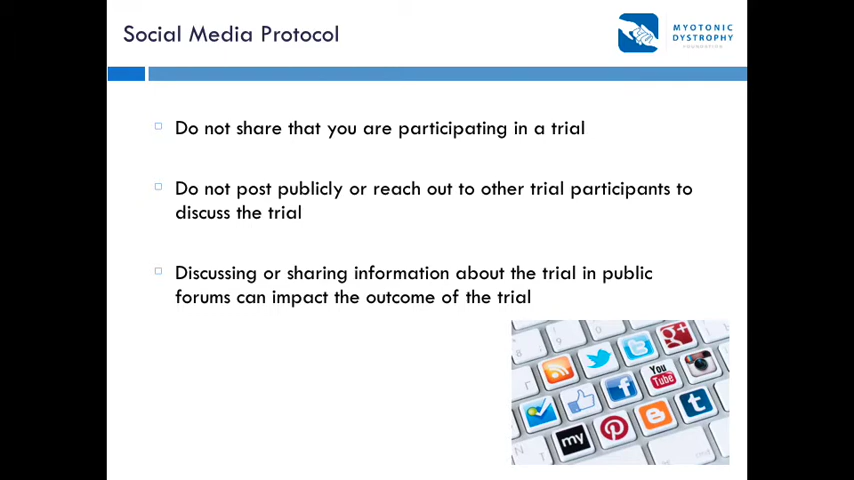 Social Media Protocol
MYOTONIC
DYSTROPHY
FOUNDATION
Do not share that you are participating in a trial
Do not post publicly or reach out to other trial participants to
discuss the trial
Discussing or sharing information about the trial in public
forums can impact the outcome of the trial
You
Tube
my